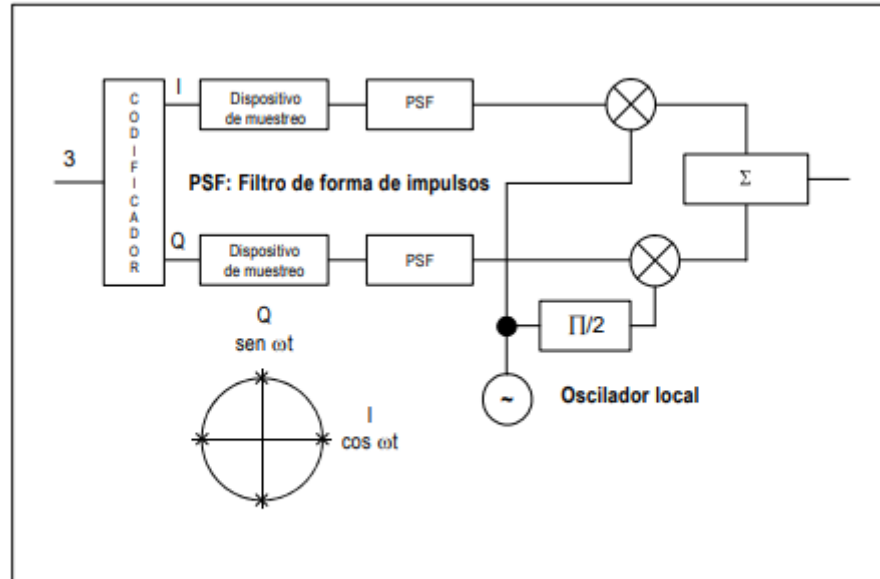 I
CODIFICADOR
Dispositivo
de muestreo
PSF
3
PSF: Filtro de forma de impulsos
Σ
Q
Dispositivo
de muestreo
PSF
Q
sen ωt
∏/2
~
Oscilador local
I
cos ωt